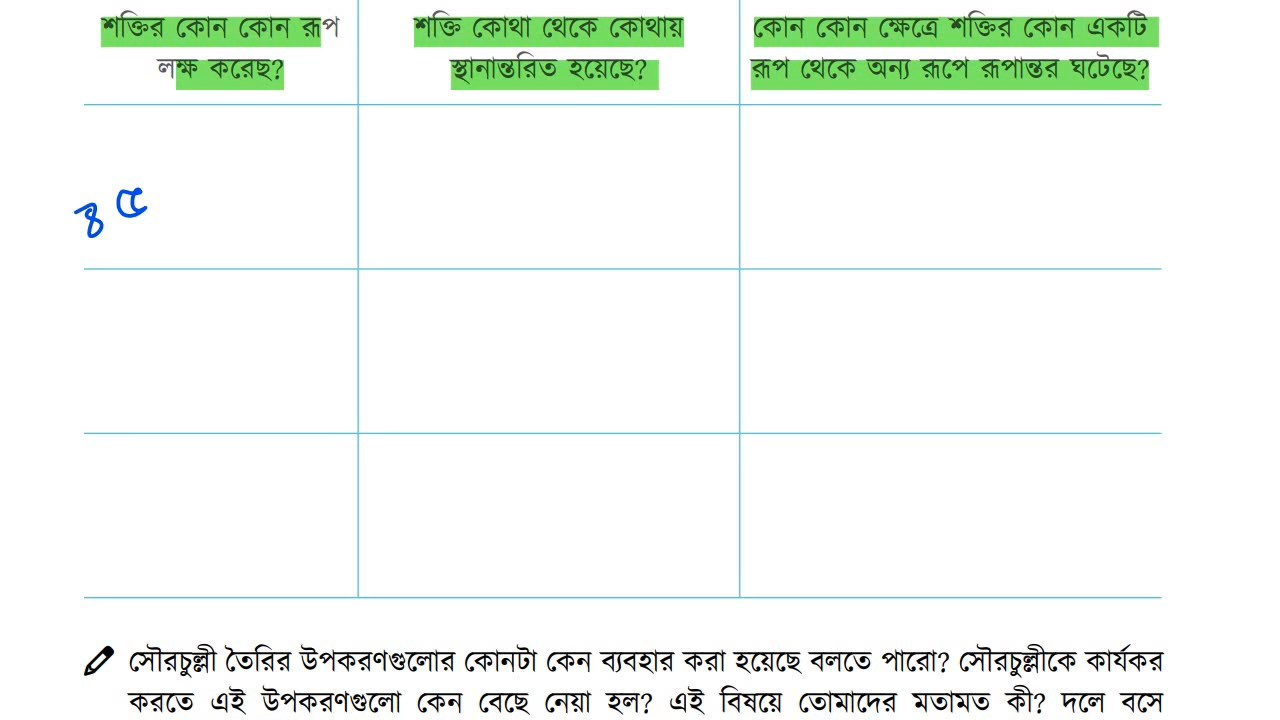 শক্তির কোন কোন রূপ
লক্ষ করেছ?
শক্তি কোথা থেকে কোথায়
স্থানান্তরিত হয়েছে?
কোন কোন ক্ষেত্রে শক্তির কোন একটি
রূপ থেকে অন্য রূপে রূপান্তর ঘটেছে?
সৌরচুল্লী তৈরির উপকরণগুলোর কোনটা কেন ব্যবহার করা হয়েছে বলতে পারো? সৌরচুল্লীকে কার্যকর
করতে এই উপকরণগুলো কেন বেছে নেয়া হল? এই বিষয়ে তোমাদের মতামত কী? দলে বসে